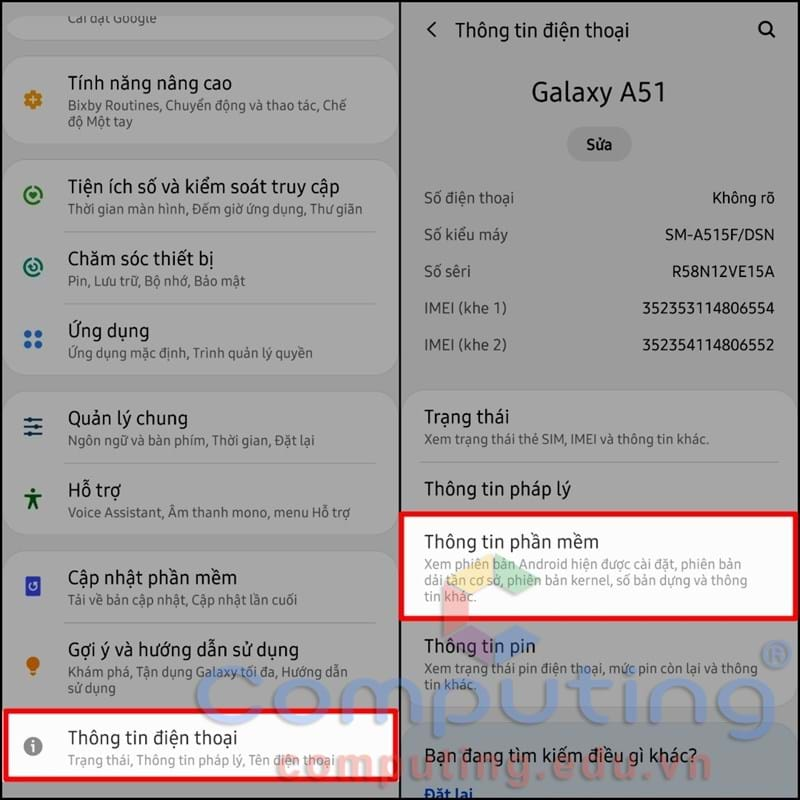 Cài đặt Google
Tính năng nâng cao
Bixby Routines, Chuyển động và thao tác, Chế
độ Một tay
Tiện ích số và kiểm soát truy cập
Thời gian màn hình, Đếm giờ ứng dụng, Thư giãn
Chăm sóc thiết bị
Pin, Lưu trữ, Bộ nhớ, Bảo mật
Ứng dụng
Ứng dụng mặc định, Trình quản lý quyền
Quản lý chung
Ngôn ngữ và bàn phím, Thời gian, Đặt lại
Hỗ trợ
Voice Assistant, Âm thanh mono, menu Hỗ trợ
Cập nhật phần mềm
Tải về bản cập nhật, Cập nhật lần cuối
Gợi ý và hướng dẫn sử dụng
Khám phá, Tận dụng Galaxy tối đa, Hướng dẫn
sử dụng
Thông tin điện thoại
Trạng thái, Thông tin pháp lý, Tên điện thoại
Thông tin điện thoại
Galaxy A51
Sửa
Số điện thoại Không rõ
Số kiểu máy SM-A515F/DSN
Số sêri R58N12VE15A
IMEI (khe 1) 352353114806554
IMEI (khe 2) 352354114806552
Trạng thái
Xem trạng thái thẻ SIM, IMEI và thông tin khác.
Thông tin pháp lý
Thông tin phần mềm
Xem phiên bản Android hiện được cài đặt, phiên bản
dải tần cơ sở, phiên bản kernel, số bản dựng và thông
tin khác.
Thông tin pin
Xem trạng thái pin điện thoại, mức pin còn lại và thông
tin khác.
Bạn đang tìm kiếm điều gì khác?
Đặt lại
Computing ®
computing.edu.vn